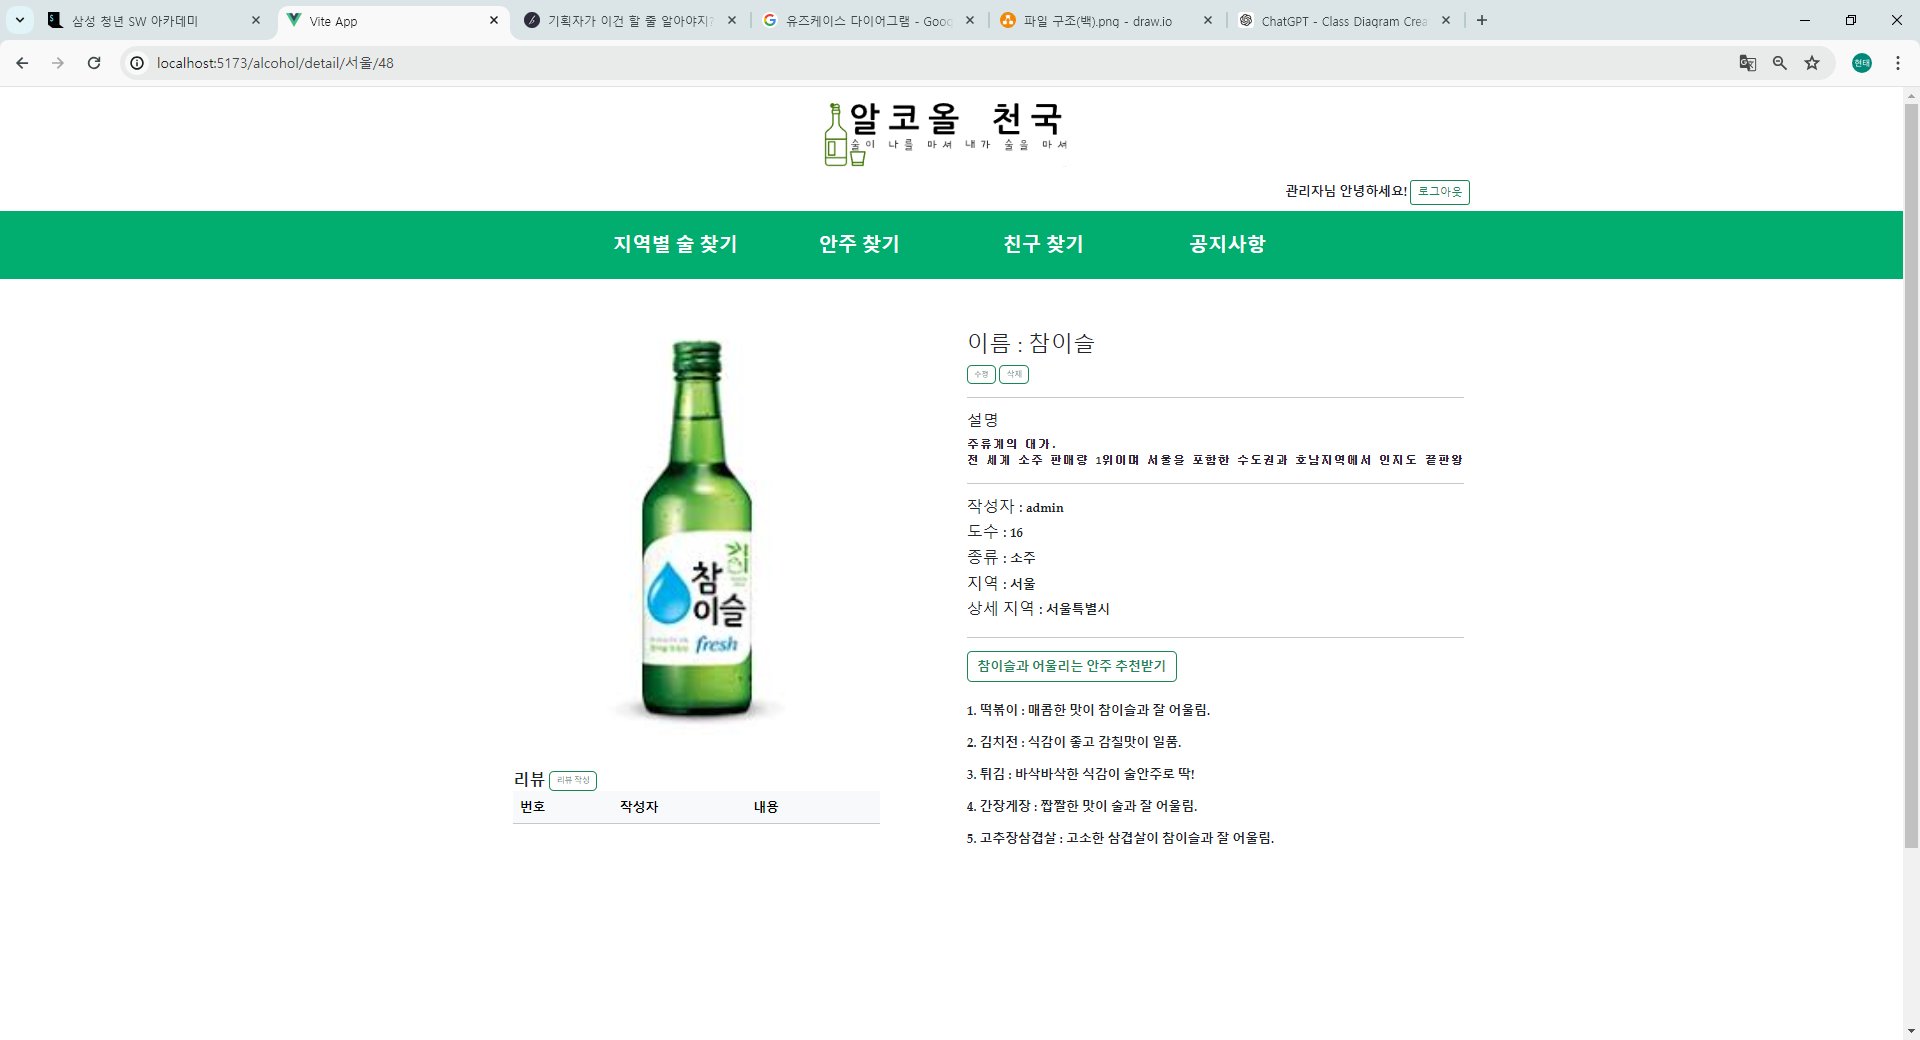 삼성 청년 SW 아카데미
Vite App
기획자가 이건 할 줄 알아야지?
유즈케이스 다이어그램 - Goog
파일 구조(백).png - draw.io
ChatGPT - Class Diagram Crea
localhost:5173/alcohol/detail/서울/48
현태
알코올 천국
술이 나를 마셔 내가 술을 마셔
관리자님 안녕하세요! 로그아웃
지역별 술 찾기 안주 찾기 친구 찾기 공지사항
이름 : 참이슬
수정 삭제
설명
주류계의 대가.
전 세계 소주 판매량 1위이며 서울을 포함한 수도권과 호남지역에서 인지도 끝판왕
작성자 : admin
도수 : 16
종류 : 소주
지역 : 서울
상세 지역 : 서울특별시
참이슬과 어울리는 안주 추천받기
1. 떡볶이 : 매콤한 맛이 참이슬과 잘 어울림.
2. 김치전 : 식감이 좋고 감칠맛이 일품.
3. 튀김 : 바삭바삭한 식감이 술안주로 딱!
4. 간장게장 : 짭짤한 맛이 술과 잘 어울림.
5. 고추장삼겹살 : 고소한 삼겹살이 참이슬과 잘 어울림.
참
이슬
fresh
리뷰 리뷰 작성
번호 작성자 내용